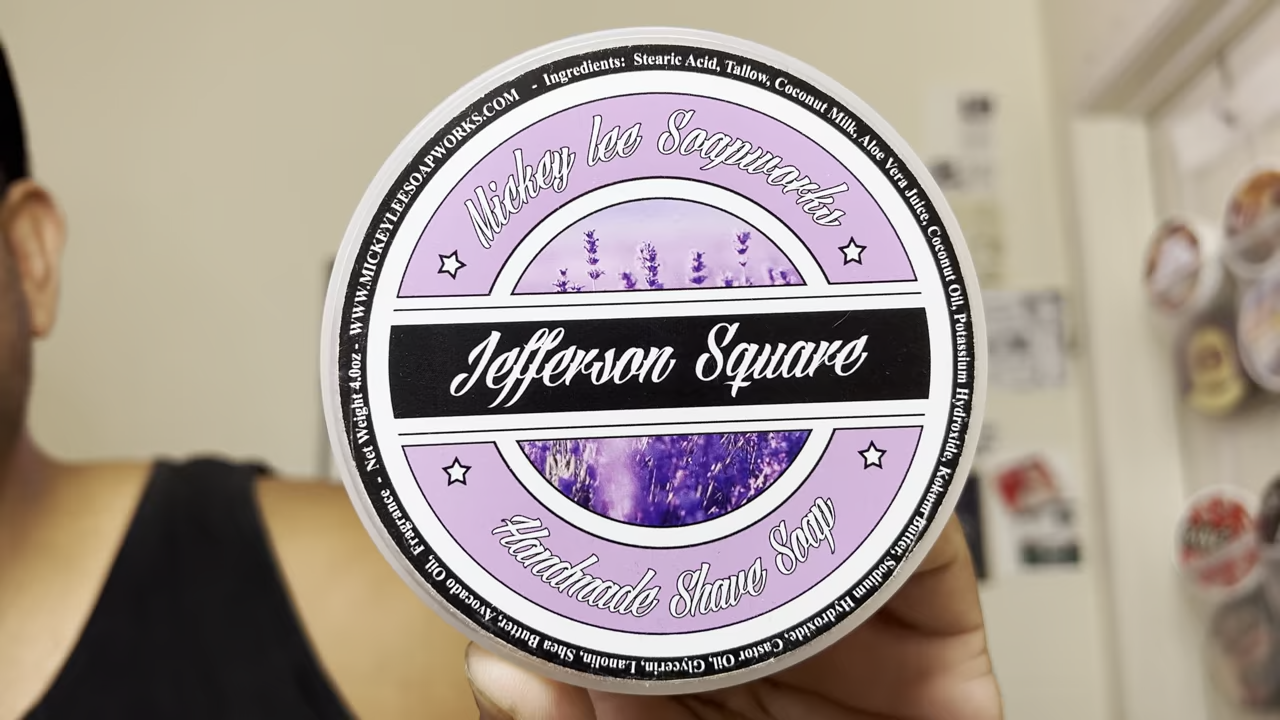 Mickey lee Soapworks
Jefferson Square
Handmade Shave Soap
- Ingredients: Stearic Acid, Tallow, Coconut Milk, Aloe Vera Juice, Coconut Oil, Potassium Hydroxide, Kokum Butter, Sodium Hydroxide, Castor Oil, Glycerin, Lanolin, Shea Butter, Avocado Oil, Fragrance - Net Weight 4.0oz - WWW.MICKEYLEESOAPWORKS.COM